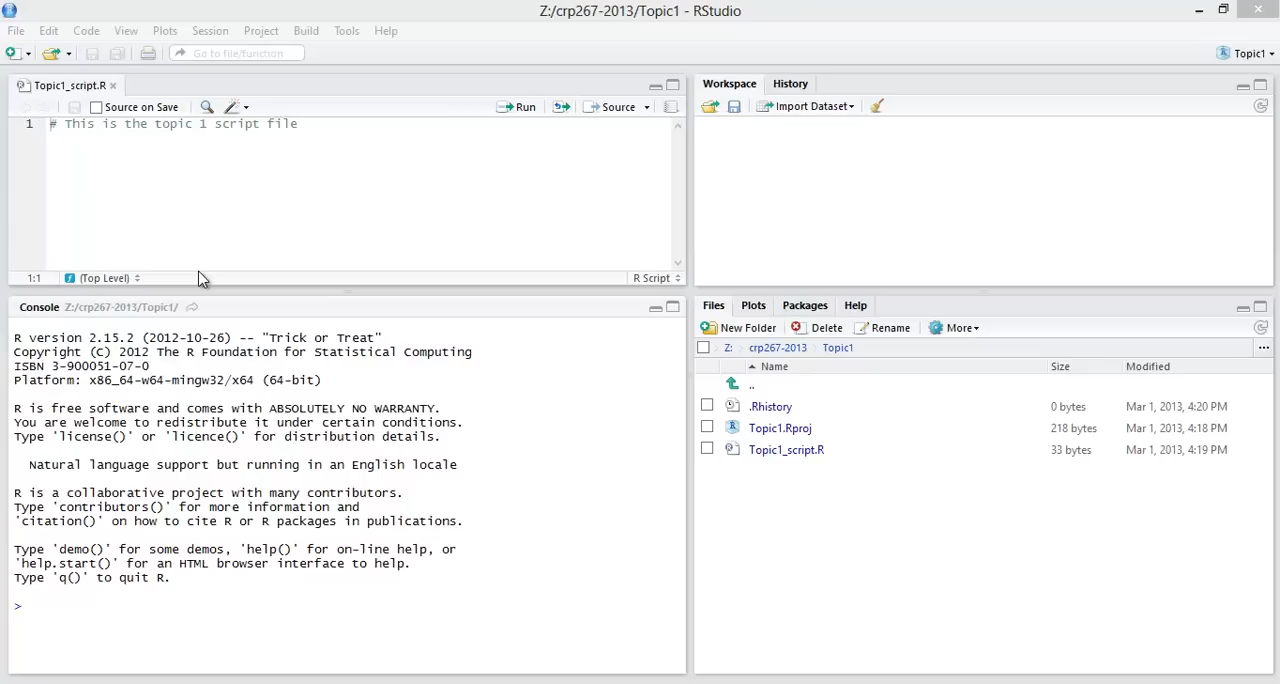 Z:/crp267-2013/Topic1 - RStudio
File Edit Code View Plots Session Project Build Tools Help
Go to file/function
Topic1
Topic1_script.R
Source on Save Run Source
1 # This is the topic 1 script file
1:1 (Top Level) R Script
Console Z:/crp267-2013/Topic1/
R version 2.15.2 (2012-10-26) -- "Trick or Treat"
Copyright (C) 2012 The R Foundation for Statistical Computing
ISBN 3-900051-07-0
Platform: x86_64-w64-mingw32/x64 (64-bit)
R is free software and comes with ABSOLUTELY NO WARRANTY.
You are welcome to redistribute it under certain conditions.
Type 'license()' or 'licence()' for distribution details.
Natural language support but running in an English locale
R is a collaborative project with many contributors.
Type 'contributors()' for more information and
'citation()' on how to cite R or R packages in publications.
Type 'demo()' for some demos, 'help()' for on-line help, or
'help.start()' for an HTML browser interface to help.
Type 'q()' to quit R.
>
Workspace History
Import Dataset
Files Plots Packages Help
New Folder Delete Rename More
Z: crp267-2013 Topic1
Name Size Modified
..
.Rhistory 0 bytes Mar 1, 2013, 4:20 PM
Topic1.Rproj 218 bytes Mar 1, 2013, 4:18 PM
Topic1_script.R 33 bytes Mar 1, 2013, 4:19 PM